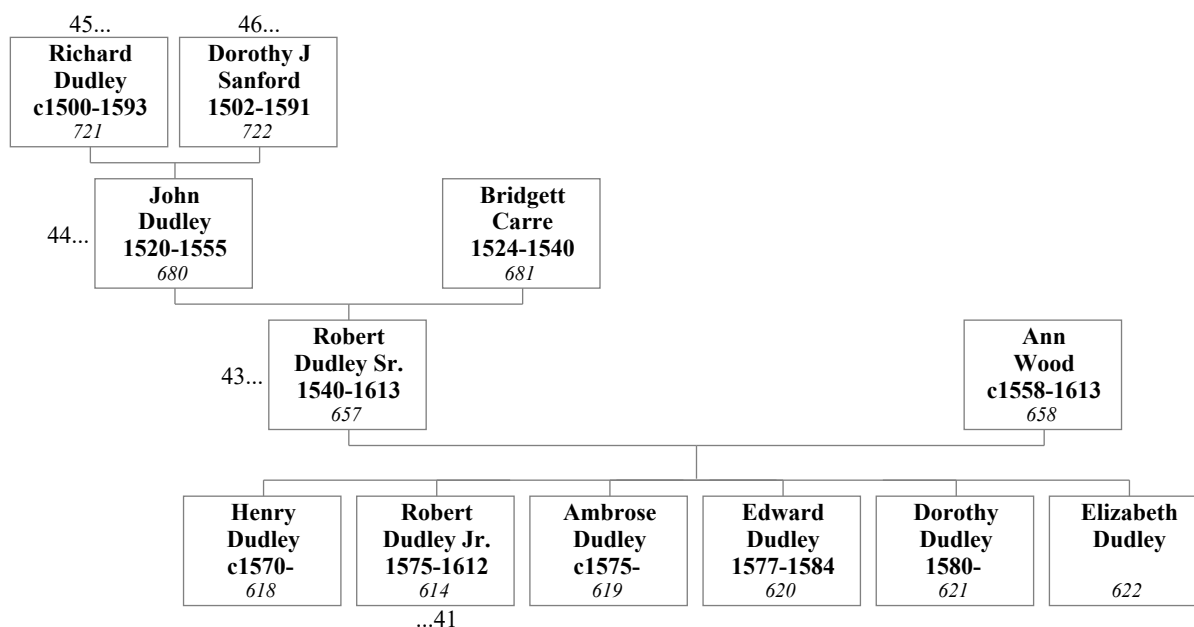 45...
46...
Richard
Dudley
c1500-1593
721
Dorothy J
Sanford
1502-1591
722
44...
John
Dudley
1520-1555
680
Bridgett
Carre
1524-1540
681
43...
Robert
Dudley Sr.
1540-1613
657
Ann
Wood
c1558-1613
658
Henry
Dudley
c1570-
618
Robert
Dudley Jr.
1575-1612
614
Ambrose
Dudley
c1575-
619
Edward
Dudley
1577-1584
620
Dorothy
Dudley
1580-
621
Elizabeth
Dudley
622
...41